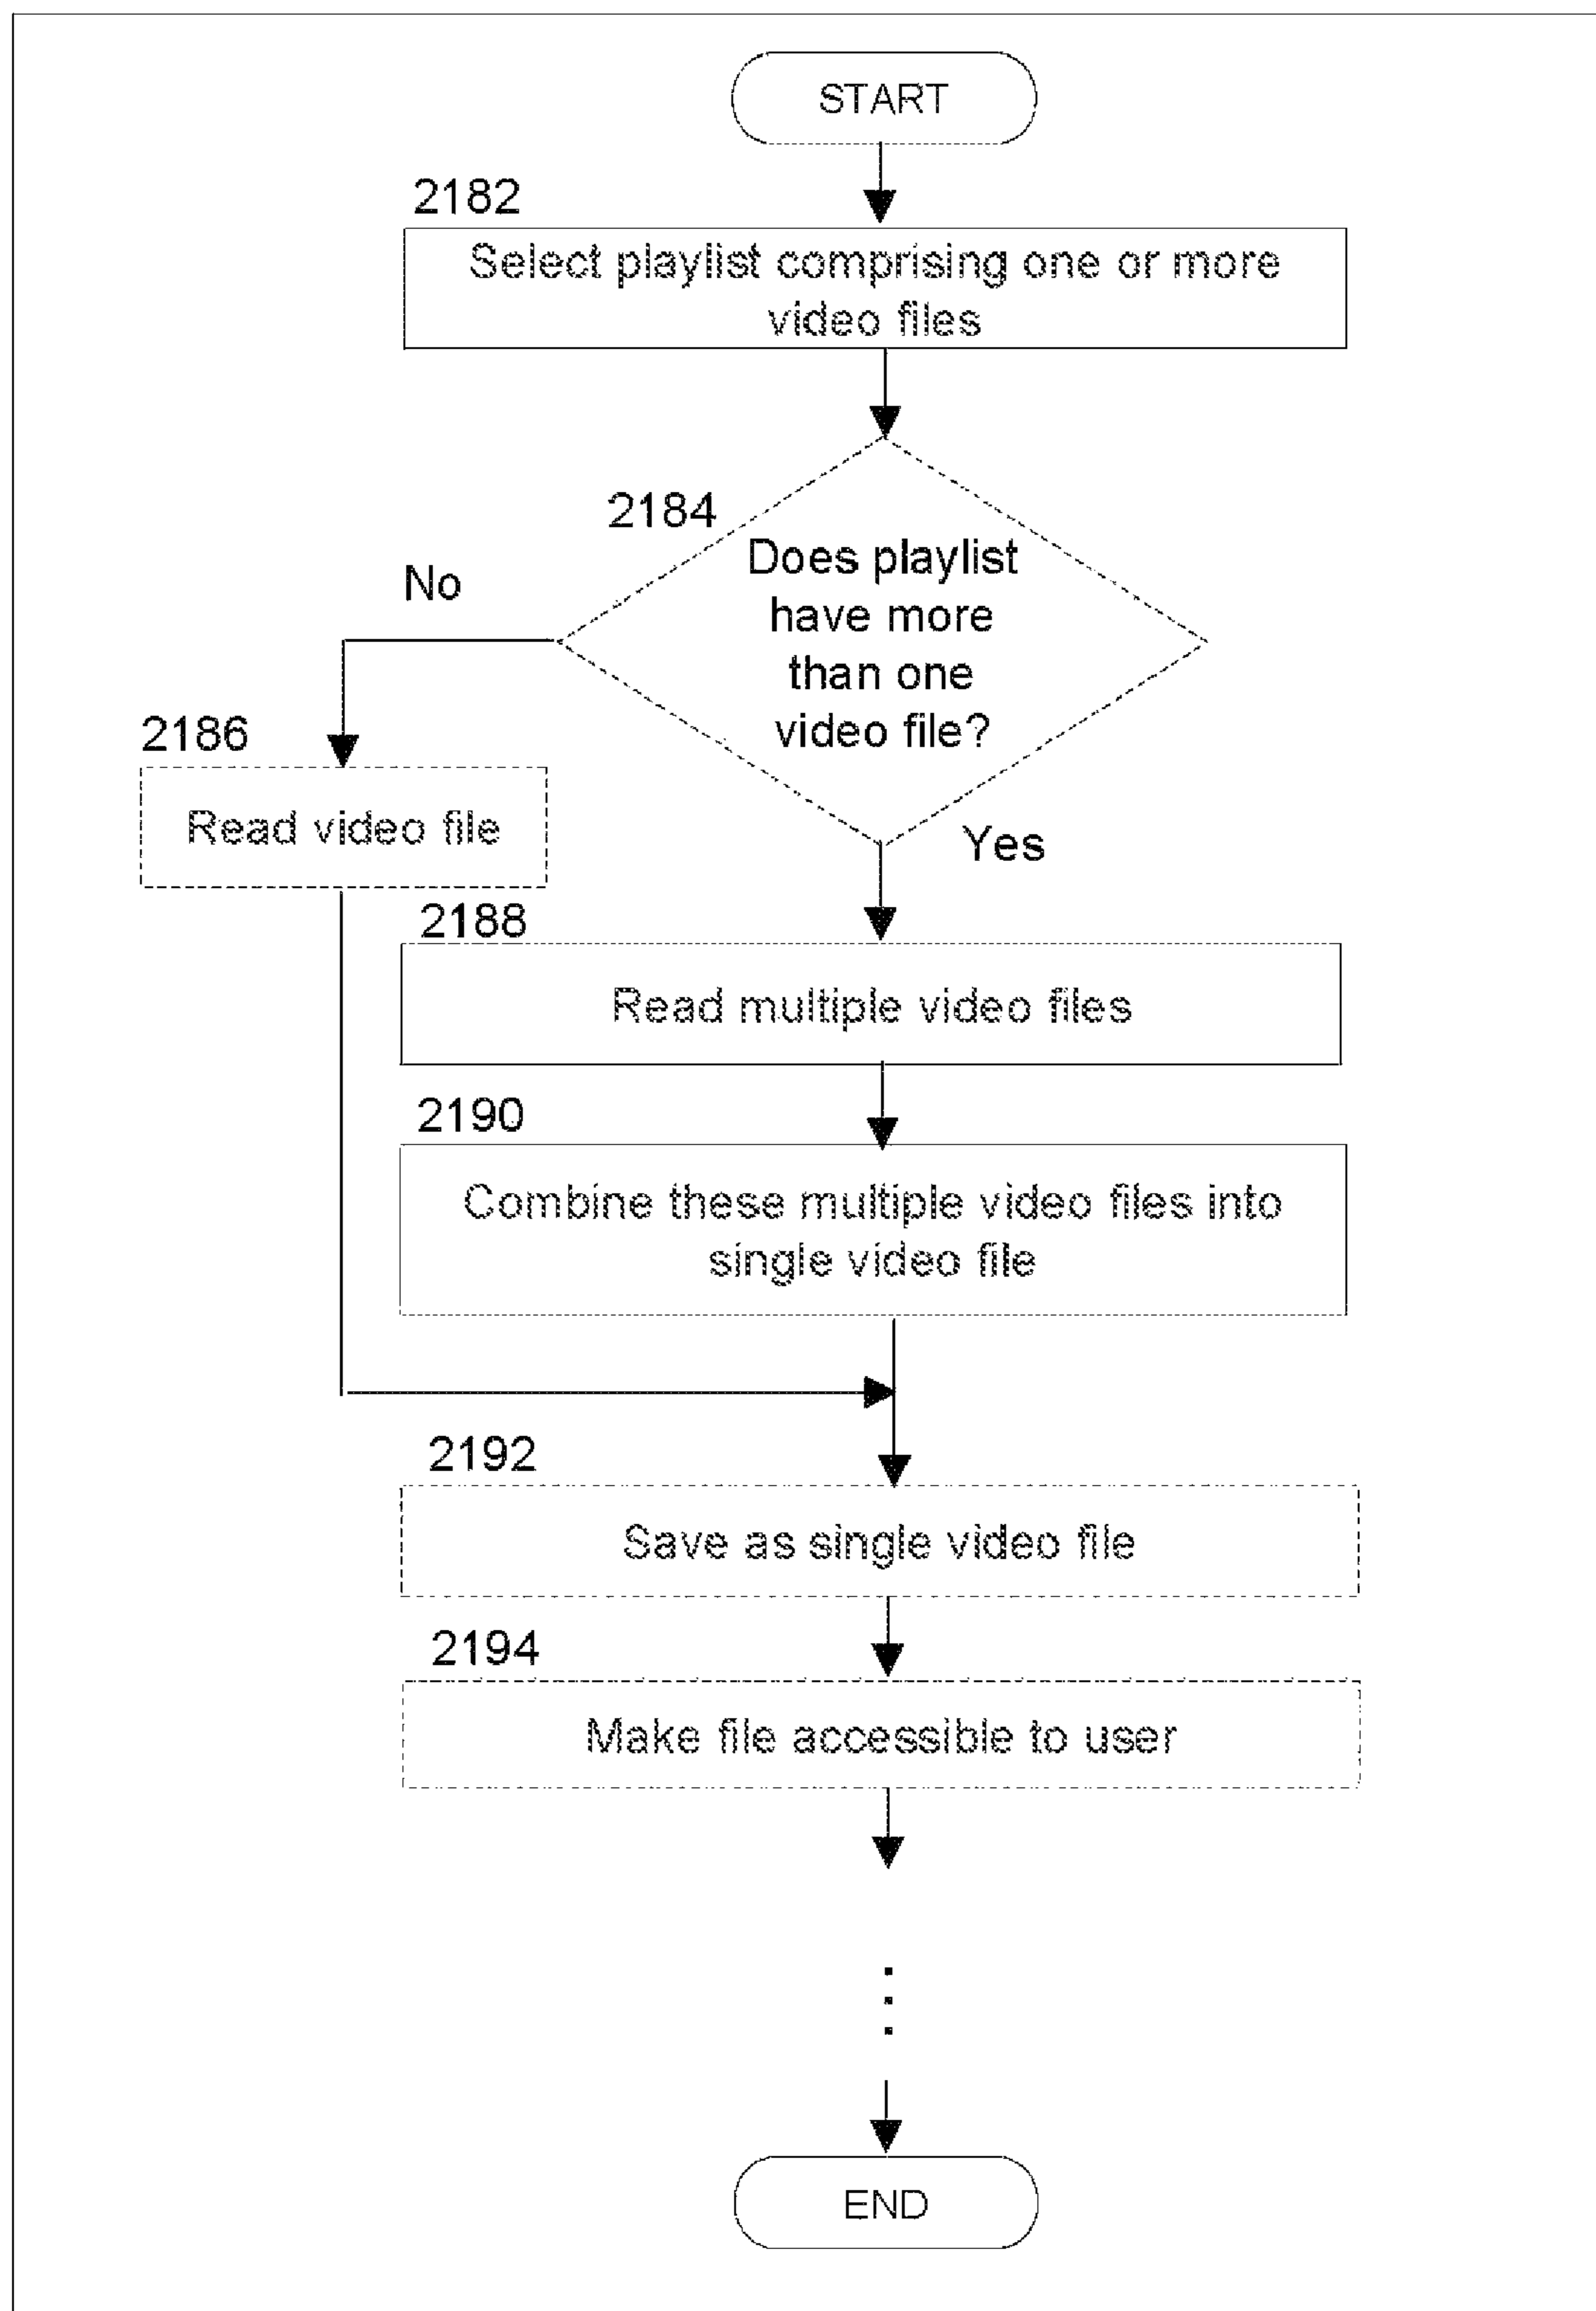 START
2182
Select playlist comprising one or more
video files
2184
Does playlist
have more
than one
video file?
No
2186
Read video file
Yes
2188
Read multiple video files
2190
Combine these multiple video files into
single video file
2192
Save as single video file
2194
Make file accessible to user
END